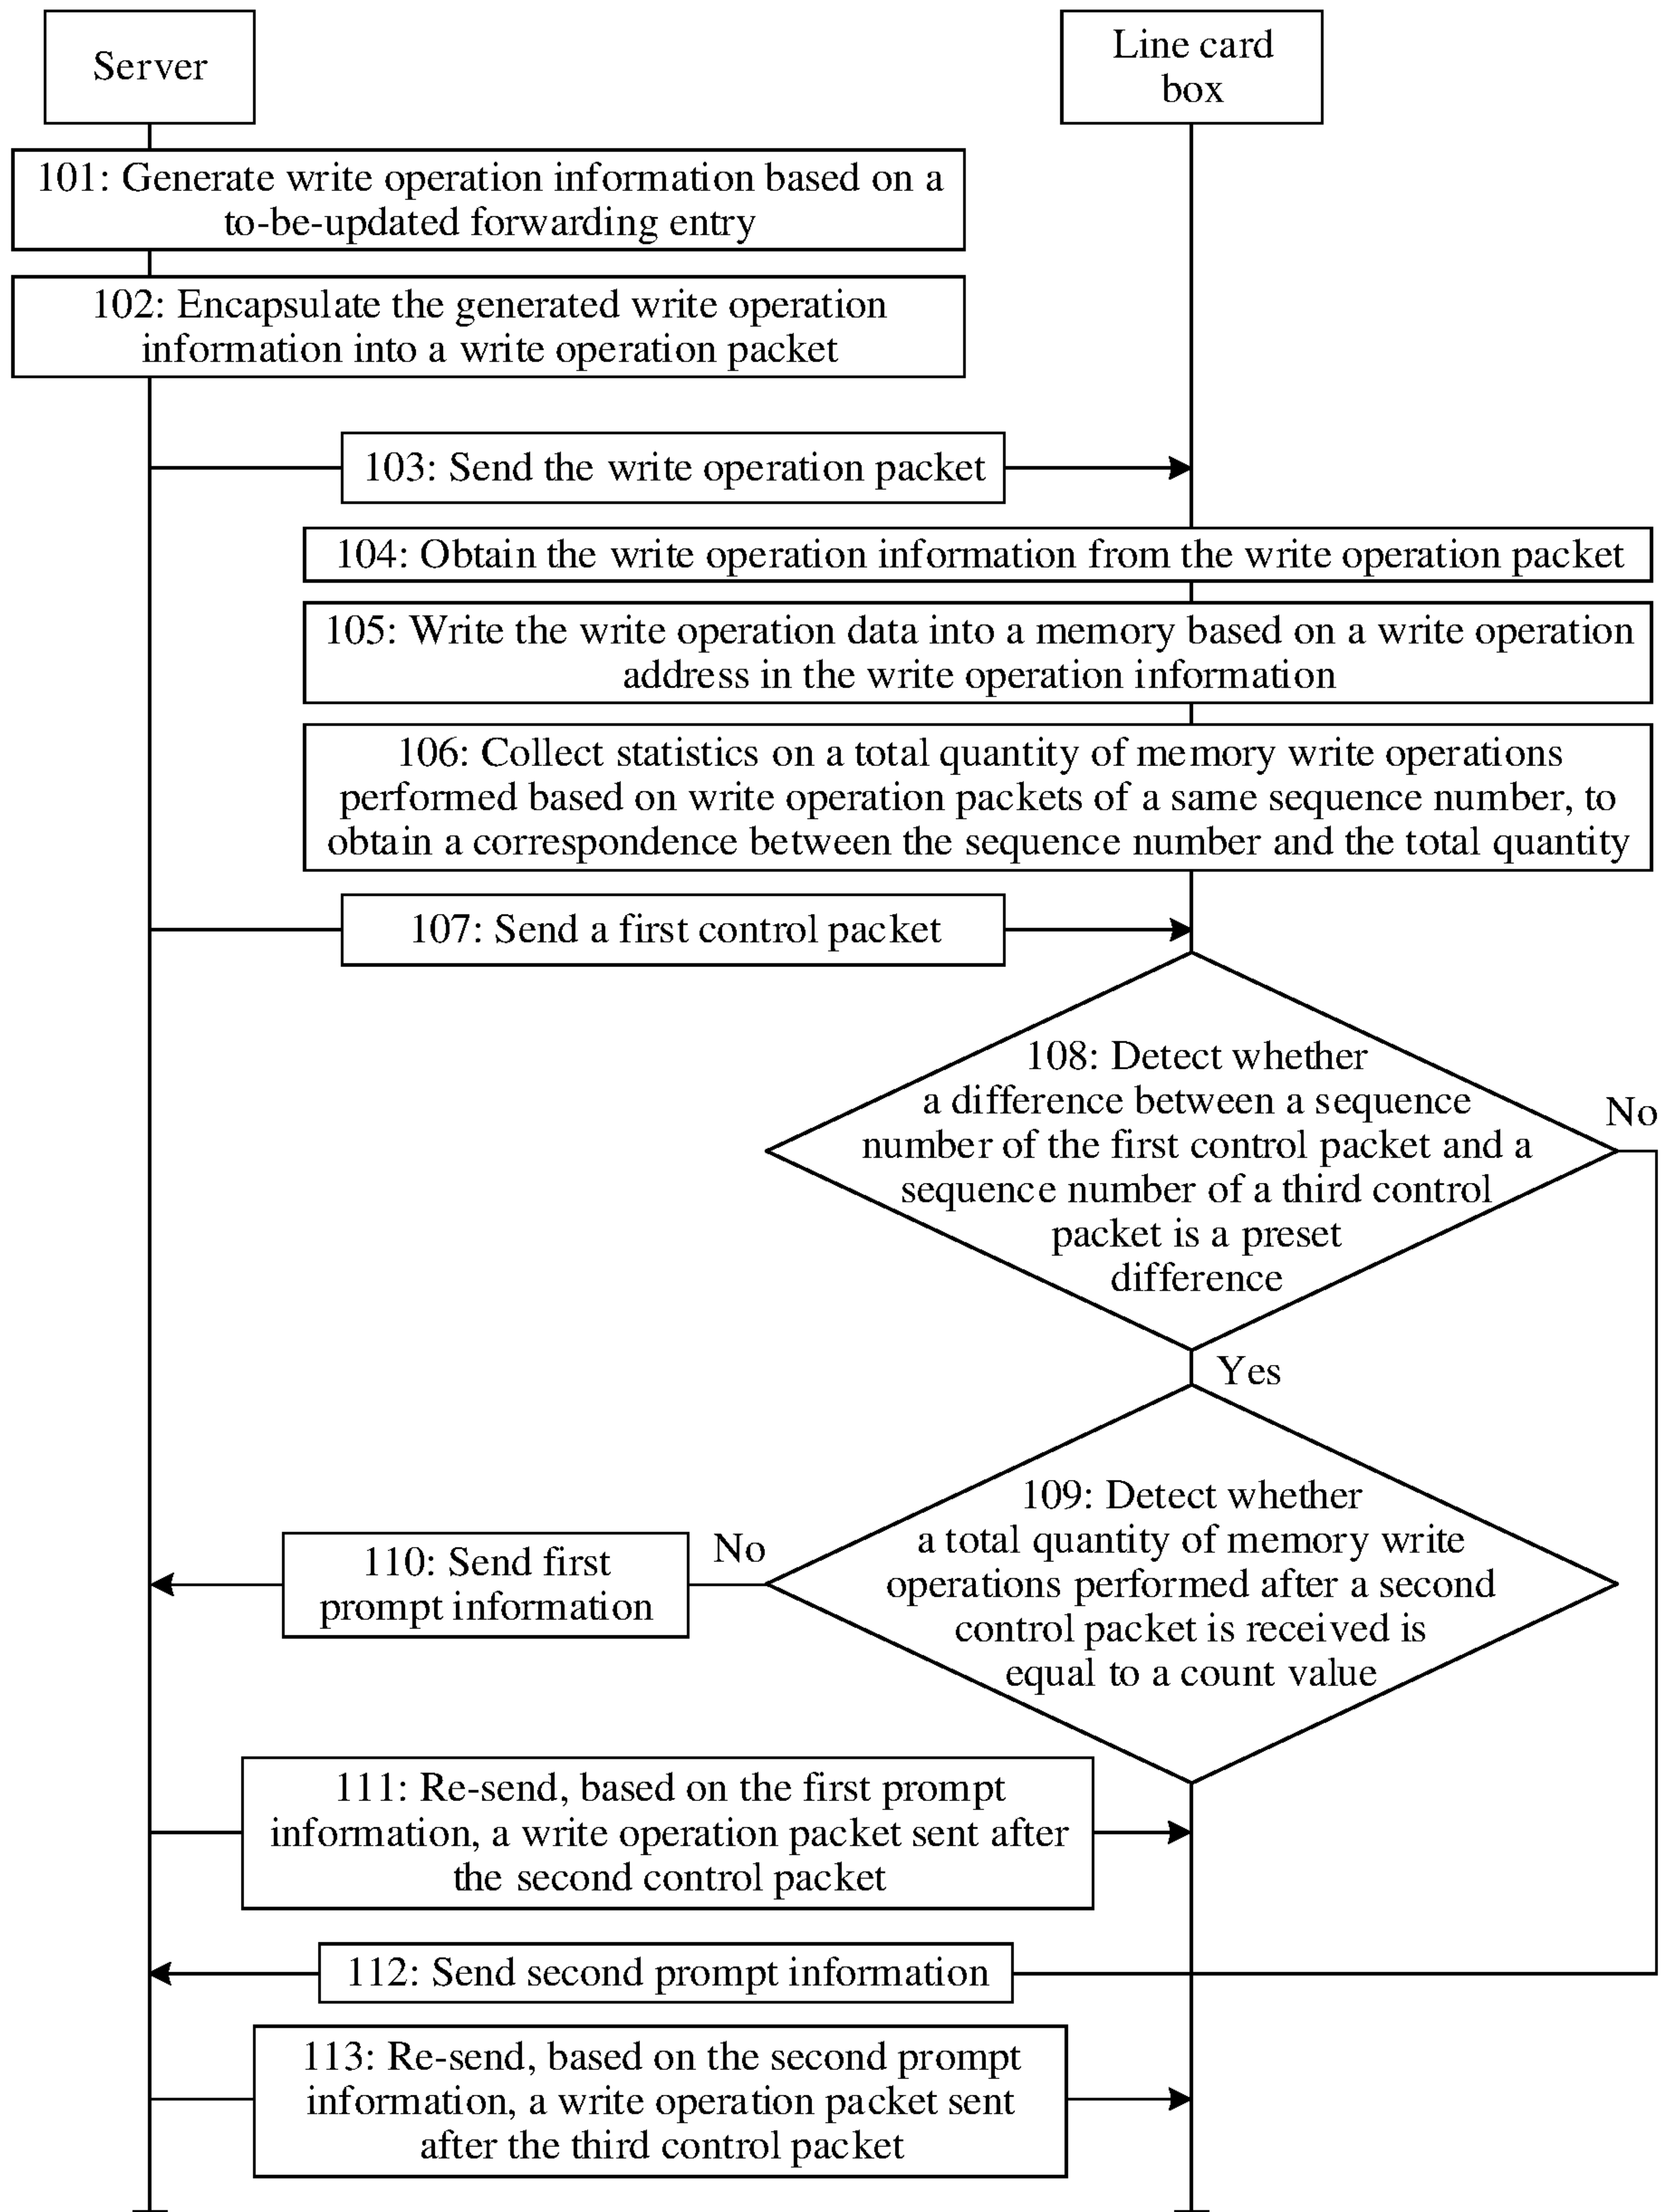 Server
Line card
box
101: Generate write operation information based on a
to-be-updated forwarding entry
102: Encapsulate the generated write operation
information into a write operation packet
103: Send the write operation packet
104: Obtain the write operation information from the write operation packet
105: Write the write operation data into a memory based on a write operation
address in the write operation information
106: Collect statistics on a total quantity of memory write operations
performed based on write operation packets of a same sequence number, to
obtain a correspondence between the sequence number and the total quantity
107: Send a first control packet
108: Detect whether
a difference between a sequence
number of the first control packet and a
sequence number of a third control
packet is a preset
difference
No
Yes
109: Detect whether
a total quantity of memory write
operations performed after a second
control packet is received is
equal to a count value
No
110: Send first
prompt information
111: Re-send, based on the first prompt
information, a write operation packet sent after
the second control packet
112: Send second prompt information
113: Re-send, based on the second prompt
information, a write operation packet sent
after the third control packet